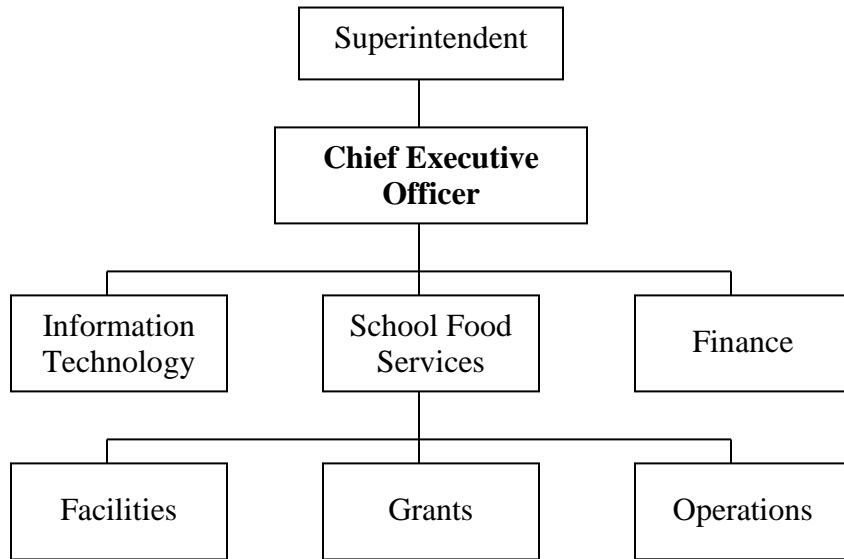 Superintendent
Chief Executive
Officer
Information
Technology
School Food
Services
Finance
Facilities
Grants
Operations